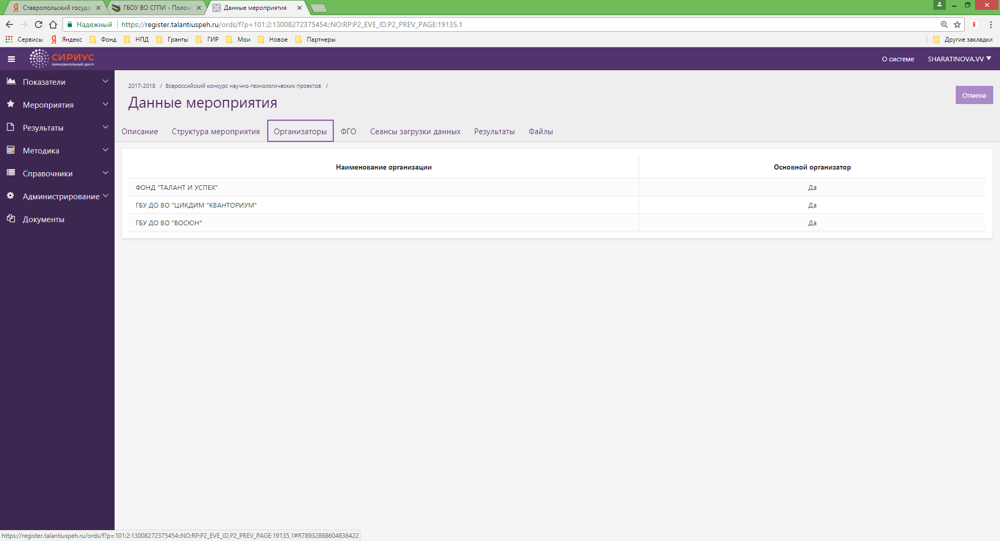 Ставропольский государ
ГБОУ ВО СГПИ - Полож
Данные мероприятия
Надежный
https://register.talantiuspeh.ru/ords/f?p=101:2:13008272375454::NO:RP:P2_EVE_ID,P2_PREV_PAGE:19135,1
Сервисы Яндекс Фонд НПД Гранты ГИР Мои Новое Партнеры Другие закладки
СИРИУС
ОБРАЗОВАТЕЛЬНЫЙ ЦЕНТР
О системе SHARATINOVA.VV
Показатели
Мероприятия
Результаты
Методика
Справочники
Администрирование
Документы
2017-2018 / Всероссийский конкурс научно-технологических проектов /
Данные мероприятия
Отмена
Описание Структура мероприятия Организаторы ФГО Сеансы загрузки данных Результаты Файлы
Наименование организации Основной организатор
ФОНД "ТАЛАНТ И УСПЕХ" Да
ГБУ ДО ВО "ЦИКДИМ "КВАНТОРИУМ" Да
ГБУ ДО ВО "ВОСЮН" Да
https://register.talantiuspeh.ru/ords/f?p=101:2:13008272375454::NO:RP:P2_EVE_ID,P2_PREV_PAGE:19135,1#R78932868604836422